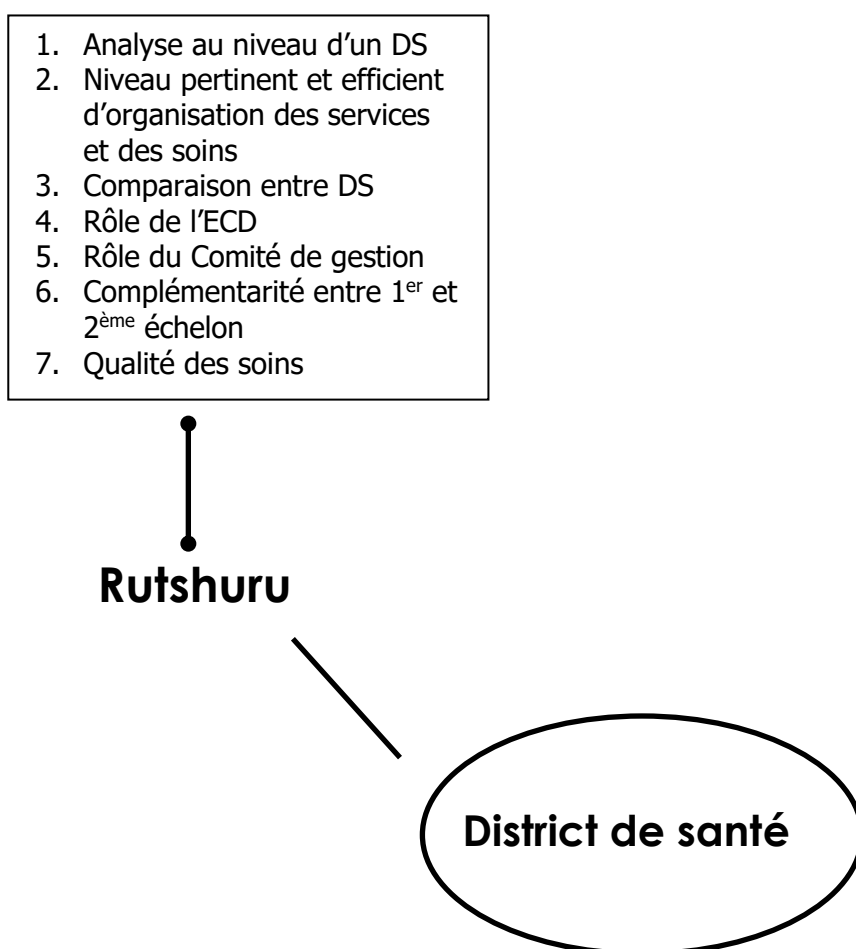 1. Analyse au niveau d’un DS
2. Niveau pertinent et efficient
d’organisation des services
et des soins
3. Comparaison entre DS
4. Rôle de l’ECD
5. Rôle du Comité de gestion
6. Complémentarité entre 1er et
2ème échelon
7. Qualité des soins
Rutshuru
District de santé